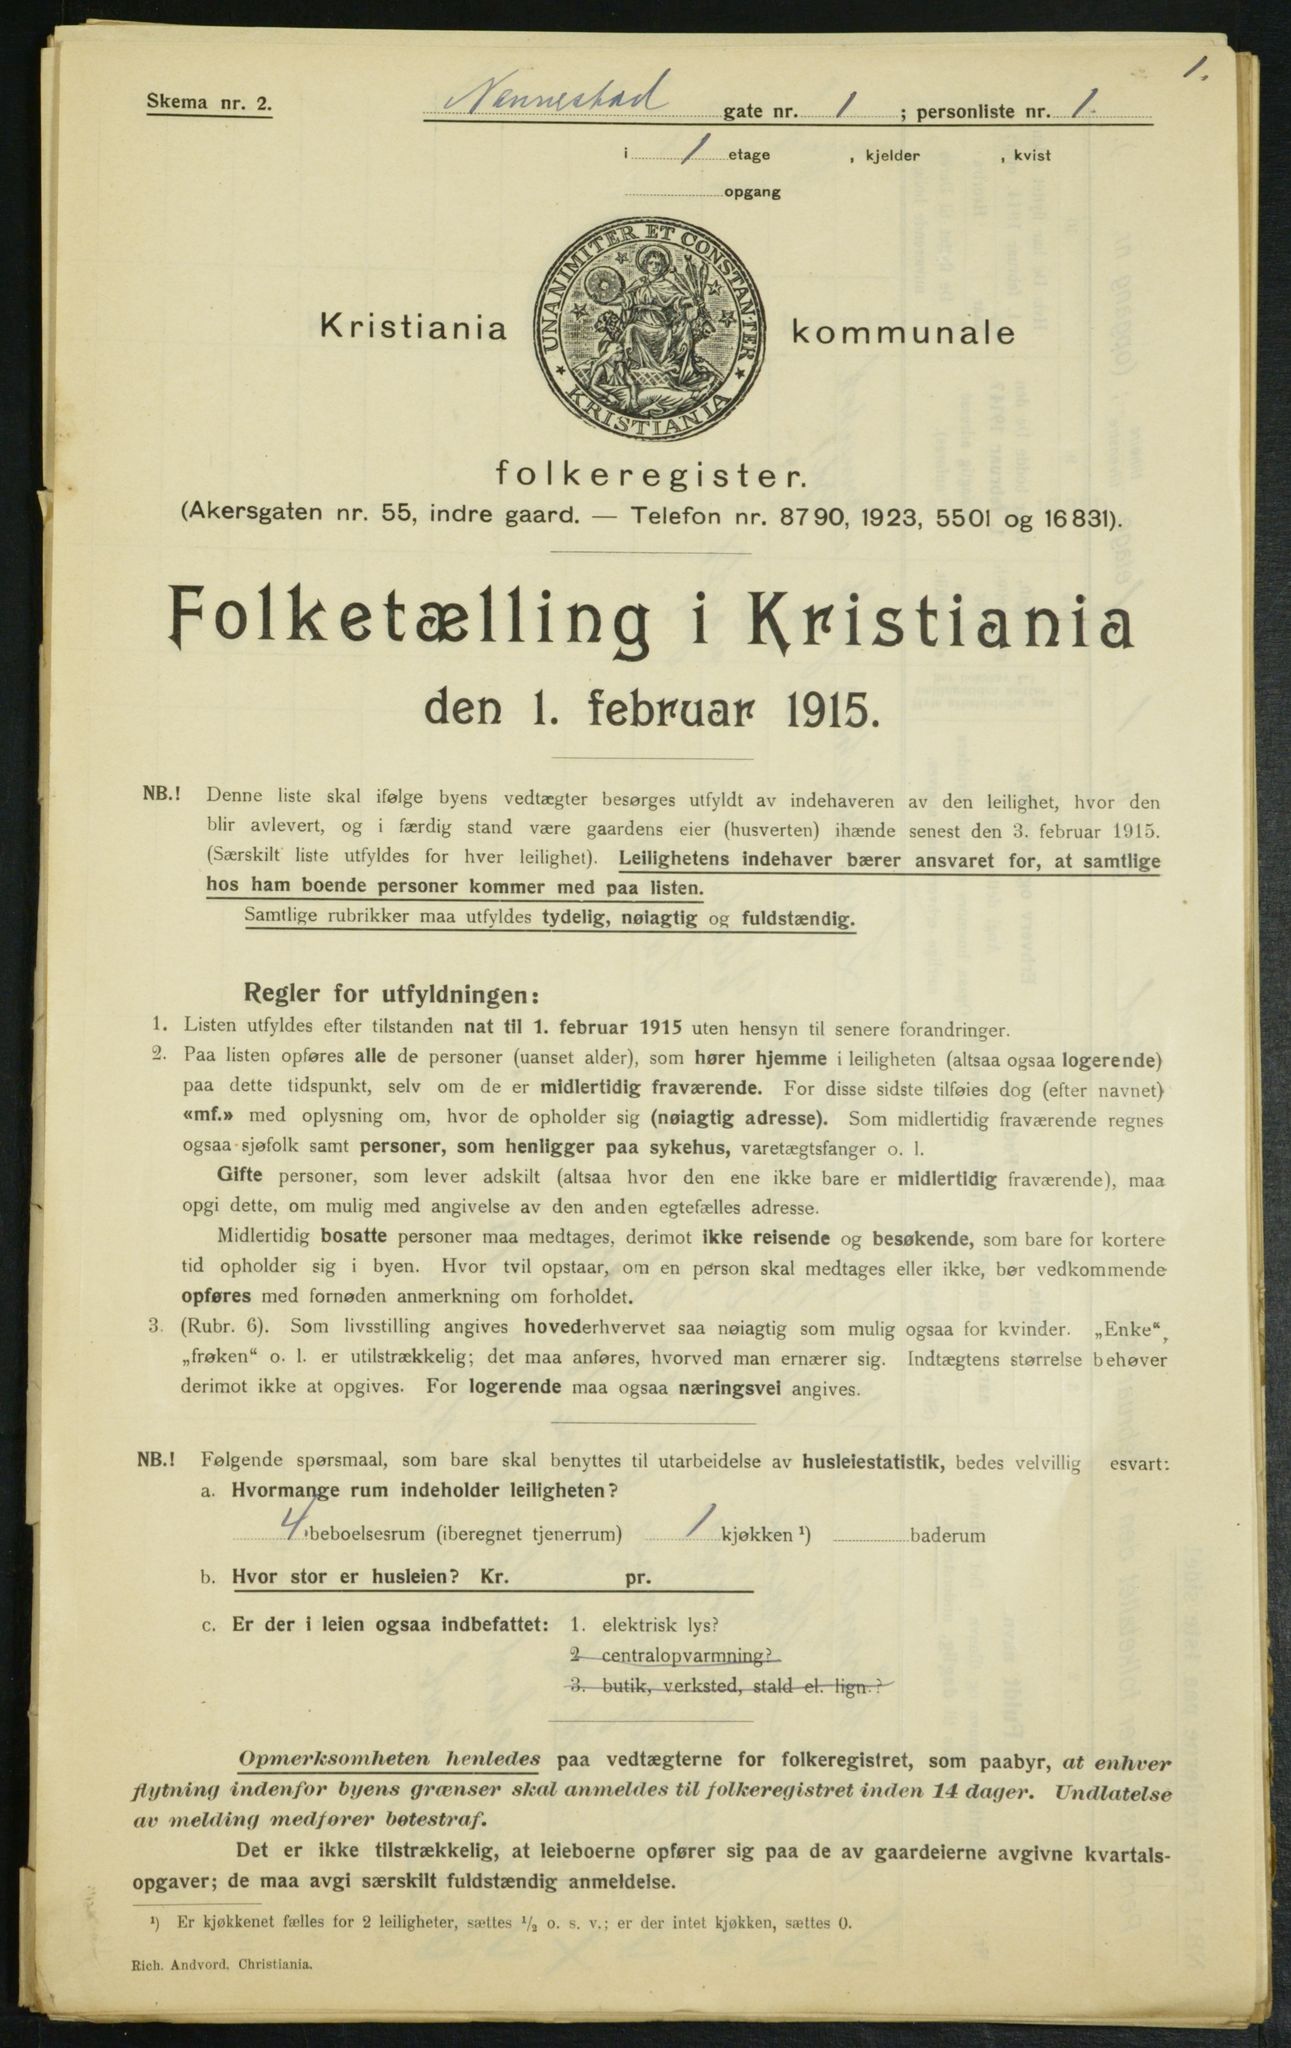 1.
Skema nr. 2.
Nannestad gate nr. 1 ; personliste nr. 1.
i 1 etage , kjelder , kvist
opgang
UNANIMITER ET CONSTANTER
KRISTIANIA
Kristiania kommunale
folkeregister.
(Akersgaten nr. 55, indre gaard. — Telefon nr. 8790, 1923, 5501 og 16831).
Folketælling i Kristiania
den 1. februar 1915.
NB.! Denne liste skal ifølge byens vedtægter besørges utfyldt av indehaveren av den leilighet, hvor den
blir avlevert, og i færdig stand være gaardens eier (husverten) ihænde senest den 3. februar 1915.
(Særskilt liste utfyldes for hver leilighet). Leilighetens indehaver bærer ansvaret for, at samtlige
hos ham boende personer kommer med paa listen.
Samtlige rubrikker maa utfyldes tydelig, nøiagtig og fuldstændig.
Regler for utfyldningen:
1. Listen utfyldes efter tilstanden nat til 1. februar 1915 uten hensyn til senere forandringer.
2. Paa listen opføres alle de personer (uanset alder), som hører hjemme i leiligheten (altsaa ogsaa logerende)
paa dette tidspunkt, selv om de er midlertidig fraværende. For disse sidste tilføies dog (efter navnet)
«mf.» med oplysning om, hvor de opholder sig (nøiagtig adresse). Som midlertidig fraværende regnes
ogsaa sjøfolk samt personer, som henligger paa sykehus, varetægtsfanger o. l.
Gifte personer, som lever adskilt (altsaa hvor den ene ikke bare er midlertidig fraværende), maa
opgi dette, om mulig med angivelse av den anden egtefælles adresse.
Midlertidig bosatte personer maa medtages, derimot ikke reisende og besøkende, som bare for kortere
tid opholder sig i byen. Hvor tvil opstaar, om en person skal medtages eller ikke, bør vedkommende
opføres med fornøden anmerkning om forholdet.
3. (Rubr. 6). Som livsstilling angives hovederhvervet saa nøiagtig som mulig ogsaa for kvinder. „Enke“,
„frøken“ o. l. er utilstrækkelig; det maa anføres, hvorved man ernærer sig. Indtægtens størrelse behøver
derimot ikke at opgives. For logerende maa ogsaa næringsvei angives.
NB.! Følgende spørsmaal, som bare skal benyttes til utarbeidelse av husleiestatistik, bedes velvillig esvart:
a. Hvormange rum indeholder leiligheten?
4 beboelsesrum (iberegnet tjenerrum) 1 kjøkken ¹) baderum
b. Hvor stor er husleien? Kr. pr.
c. Er der i leien ogsaa indbefattet: 1. elektrisk lys?
2 centralopvarmning?
3. butik, verksted, stald el. lign.?
Opmerksomheten henledes paa vedtægterne for folkeregistret, som paabyr, at enhver
flytning indenfor byens grænser skal anmeldes til folkeregistret inden 14 dager. Undlatelse
av melding medfører bøtestraf.
Det er ikke tilstrækkelig, at leieboerne opfører sig paa de av gaardeierne avgivne kvartals-
opgaver; de maa avgi særskilt fuldstændig anmeldelse.
¹) Er kjøkkenet fælles for 2 leiligheter, sættes ½ o. s. v.; er der intet kjøkken, sættes 0.
Rich. Andvord, Christiania.